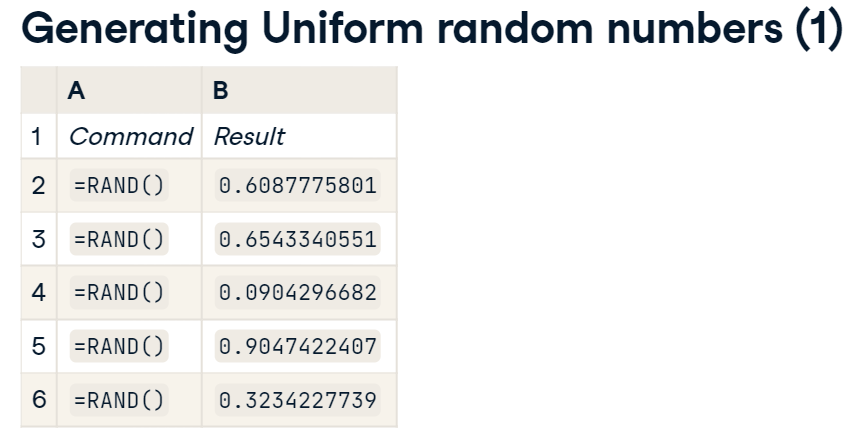 Generating Uniform random numbers (1)
A B
1 Command Result
2 =RAND() 0.6087775801
3 =RAND() 0.6543340551
4 =RAND() 0.0904296682
5 =RAND() 0.9047422407
6 =RAND() 0.3234227739